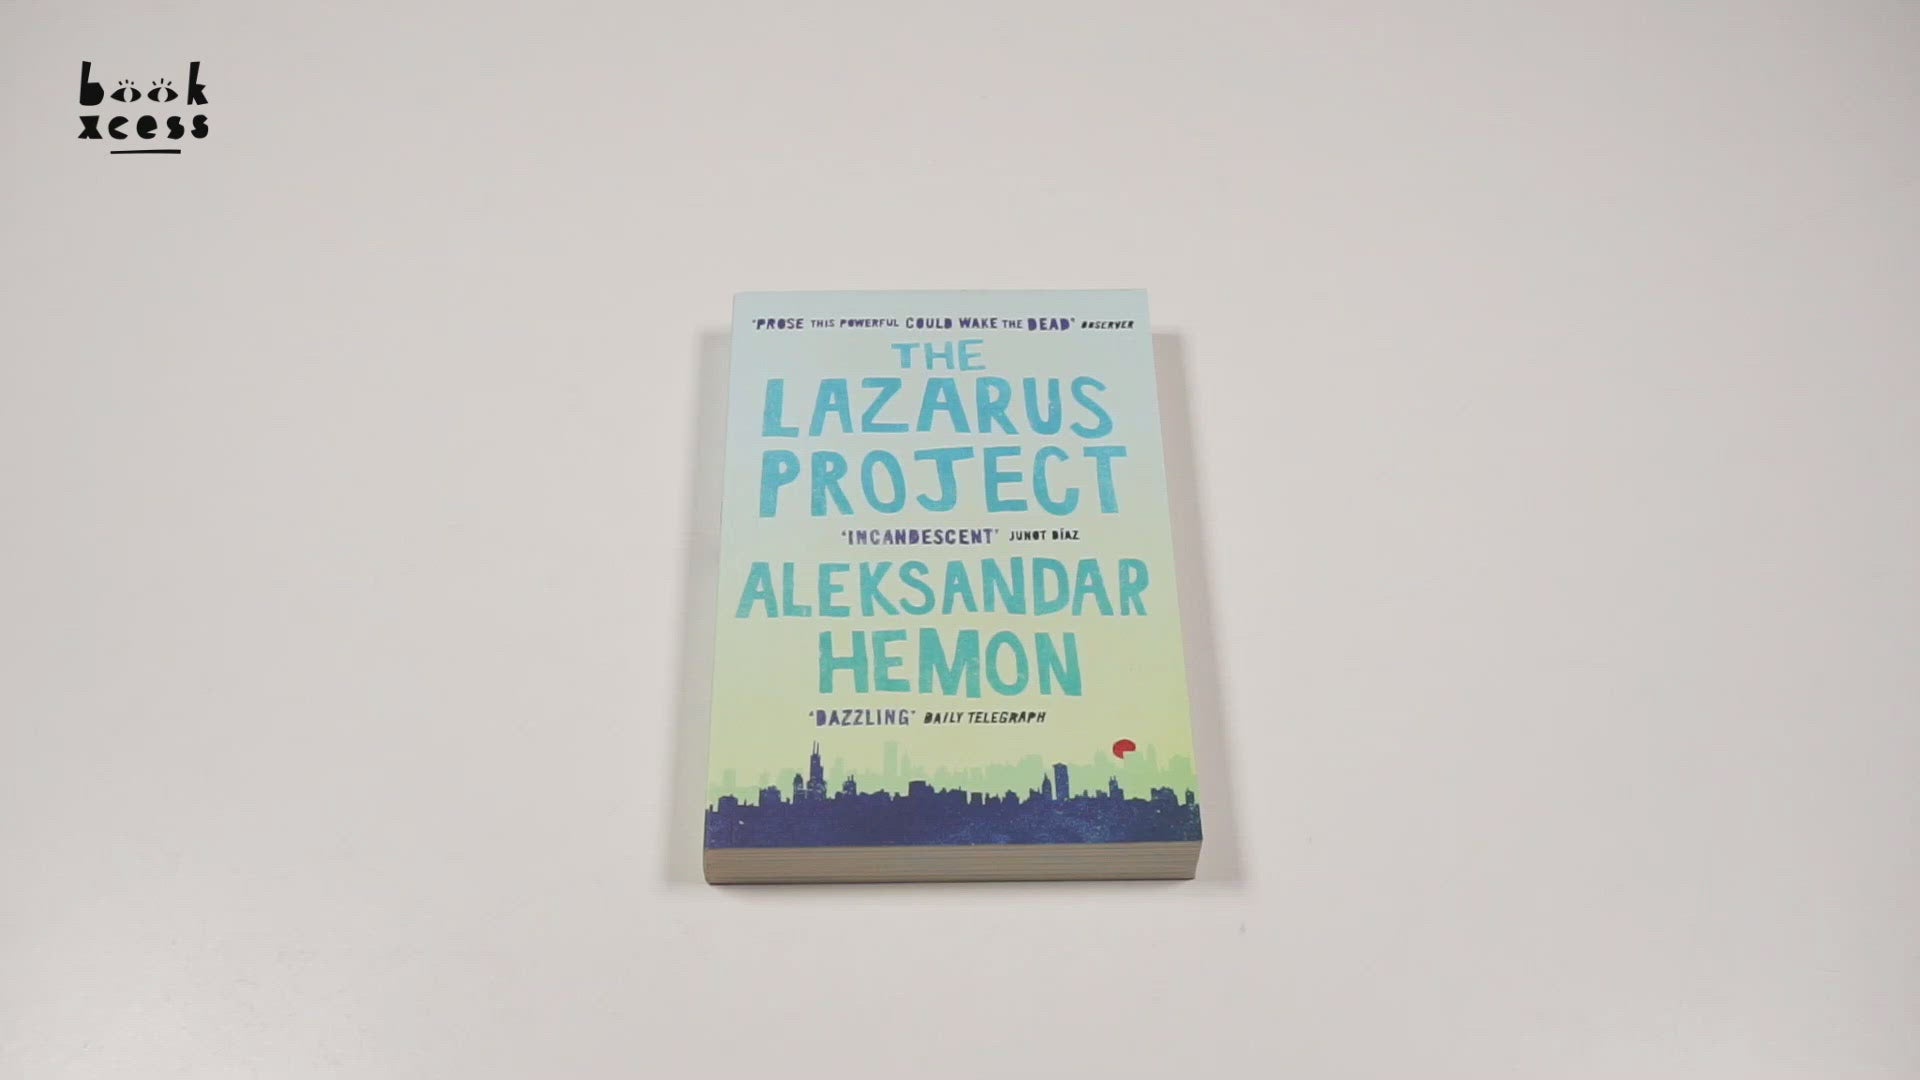 book
xcess
'PROSE THIS POWERFUL COULD WAKE THE DEAD' OBSERVER
THE
LAZARUS
PROJECT
'INCANDESCENT' JUNOT DÍAZ
ALEKSANDAR
HEMON
'DAZZLING' DAILY TELEGRAPH